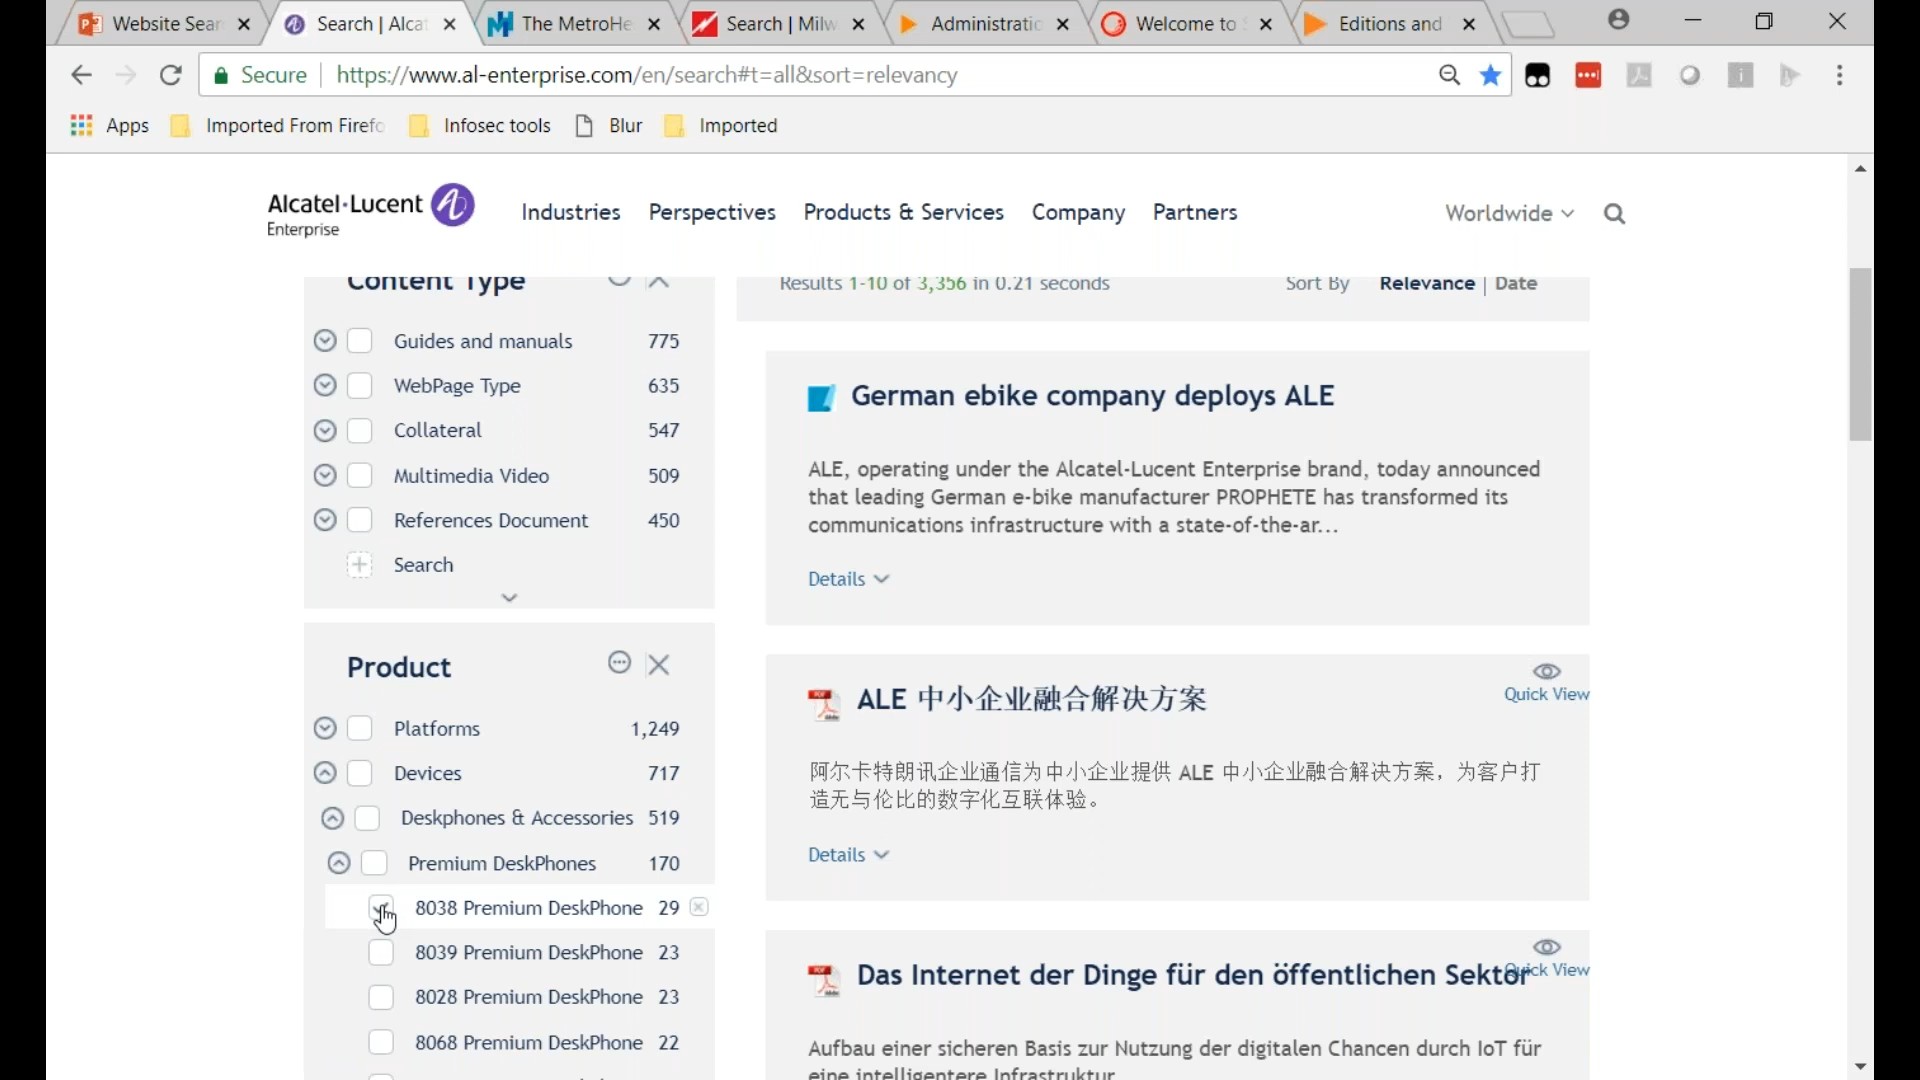 Website Sear
Search | Alcat
The MetroHe
Search | Milw
Administratic
Welcome to S
Editions and
Secure
https://www.al-enterprise.com/en/search#t=all&sort=relevancy
Apps
Imported From Firefo
Infosec tools
Blur
Imported
Alcatel·Lucent
Enterprise
Industries
Perspectives
Products & Services
Company
Partners
Worldwide
Content Type
Guides and manuals 775
WebPage Type 635
Collateral 547
Multimedia Video 509
References Document 450
Search
Product
Platforms 1,249
Devices 717
Deskphones & Accessories 519
Premium DeskPhones 170
8038 Premium DeskPhone 29
8039 Premium DeskPhone 23
8028 Premium DeskPhone 23
8068 Premium DeskPhone 22
Results 1-10 of 3,356 in 0.21 seconds
Sort By Relevance | Date
German ebike company deploys ALE
ALE, operating under the Alcatel-Lucent Enterprise brand, today announced
that leading German e-bike manufacturer PROPHETE has transformed its
communications infrastructure with a state-of-the-ar...
Details
ALE 中小企业融合解决方案
Quick View
阿尔卡特朗讯企业通信为中小企业提供 ALE 中小企业融合解决方案，为客户打
造无与伦比的数字化互联体验。
Details
Das Internet der Dinge für den öffentlichen Sektor
Quick View
Aufbau einer sicheren Basis zur Nutzung der digitalen Chancen durch IoT für
eine intelligentere Infrastruktur